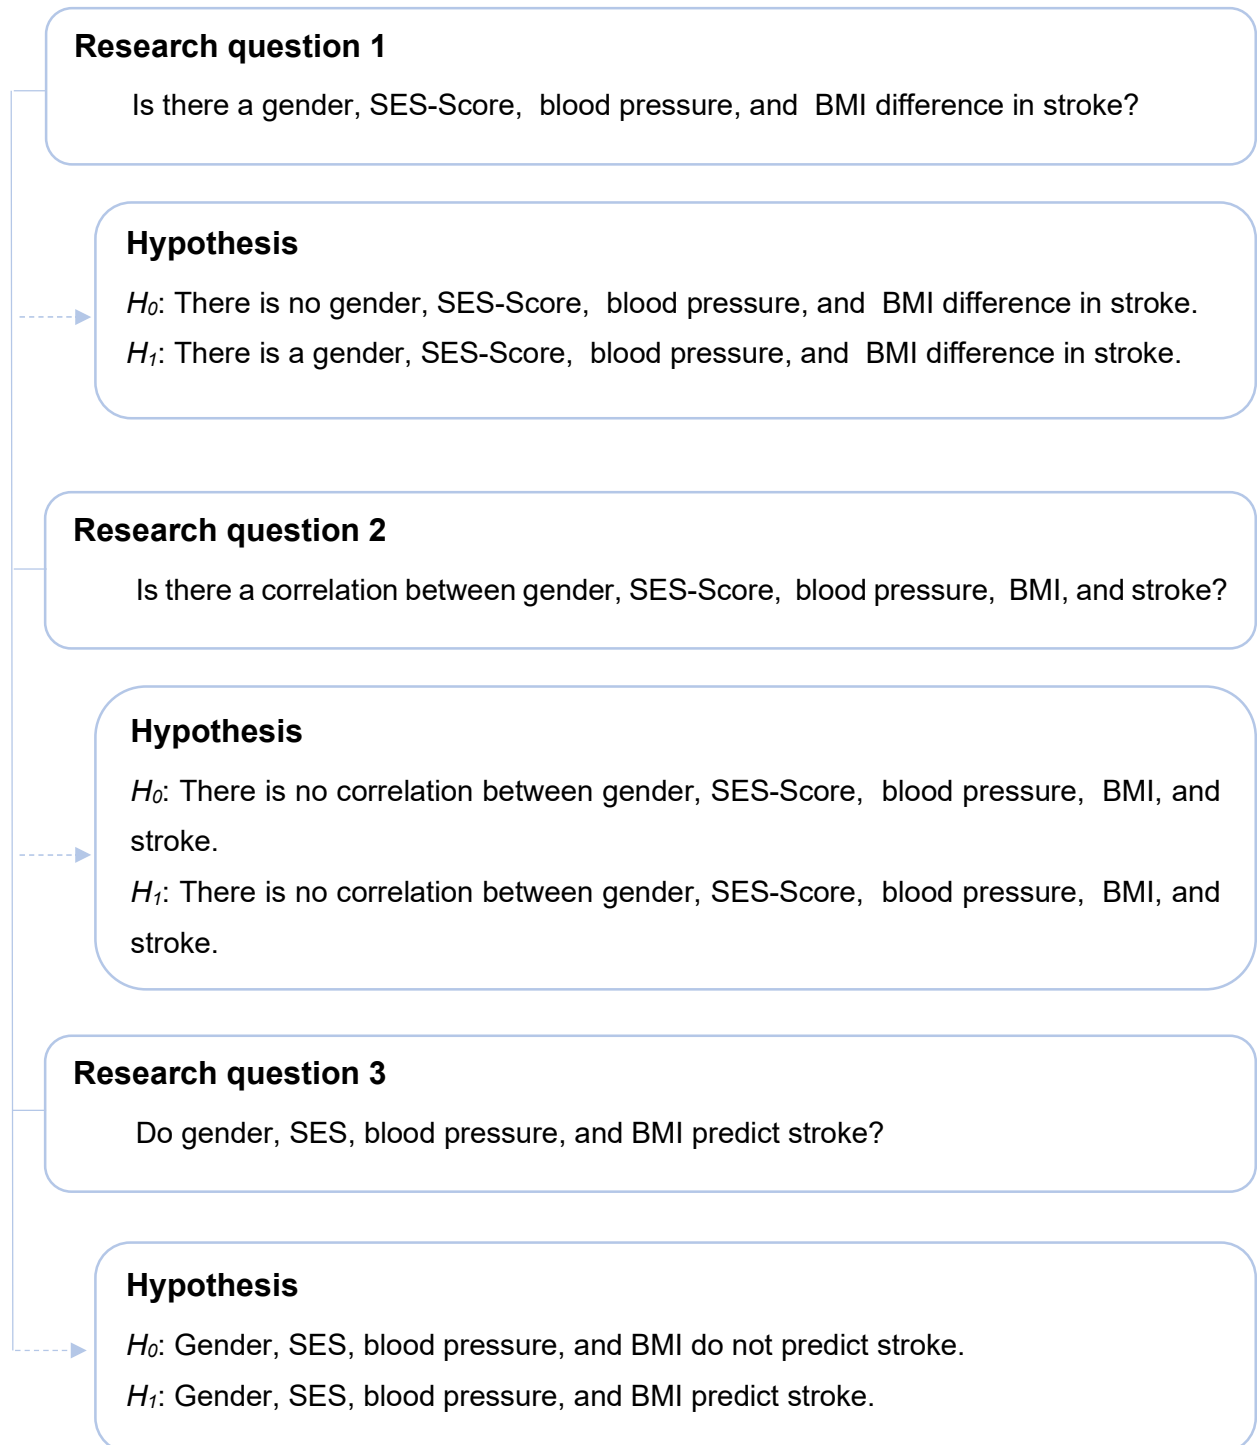 Research question 1
Is there a gender, SES-Score,  blood pressure, and  BMI difference in stroke?
Hypothesis
H0: There is no gender, SES-Score,  blood pressure, and  BMI difference in stroke.
H1: There is a gender, SES-Score,  blood pressure, and  BMI difference in stroke.
Research question 2
Is there a correlation between gender, SES-Score,  blood pressure,  BMI, and stroke?
Hypothesis
H0: There is no correlation between gender, SES-Score,  blood pressure,  BMI, and
stroke.
H1: There is no correlation between gender, SES-Score,  blood pressure,  BMI, and
stroke.
Research question 3
Do gender, SES, blood pressure, and BMI predict stroke?
Hypothesis
H0: Gender, SES, blood pressure, and BMI do not predict stroke.
H1: Gender, SES, blood pressure, and BMI predict stroke.